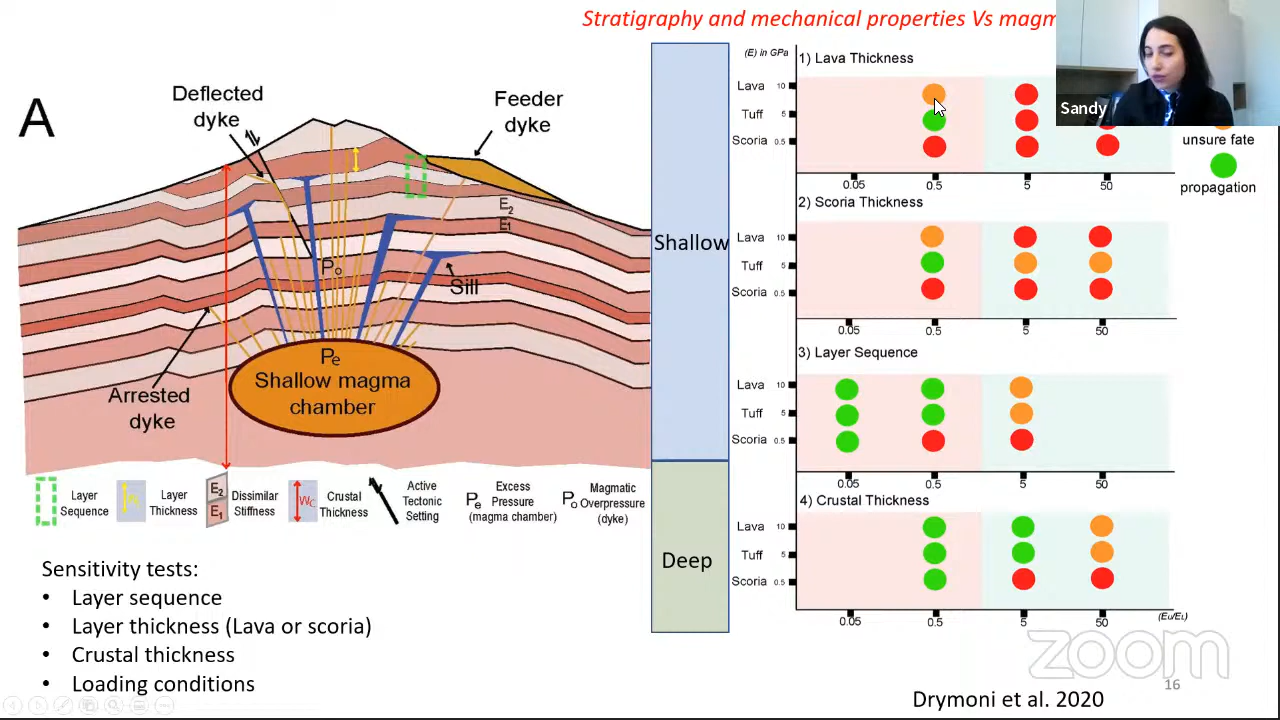 Stratigraphy and mechanical properties Vs
Sandy
A
Deflected
dyke
Feeder
dyke
E2
E1
Po
Sill
Pe
Shallow magma
chamber
Arrested
dyke
Layer
Sequence
Layer
Thickness
E2
E1
Dissimilar
Stiffness
Wc
Crustal
Thickness
Active
Tectonic
Setting
Pe
Excess
Pressure
(magma chamber)
Po
Magmatic
Overpressure
(dyke)
Sensitivity tests:
• Layer sequence
• Layer thickness (Lava or scoria)
• Crustal thickness
• Loading conditions
Shallow
Deep
(E) in GPa
1) Lava Thickness
Lava 10
Tuff 5
Scoria 0.5
0.05 0.5 5 50
unsure fate
propagation
2) Scoria Thickness
Lava 10
Tuff 5
Scoria 0.5
0.05 0.5 5 50
3) Layer Sequence
Lava 10
Tuff 5
Scoria 0.5
0.05 0.5 5 50
4) Crustal Thickness
Lava 10
Tuff 5
Scoria 0.5
0.05 0.5 5 50
(EU/EL)
zoom
16
Drymoni et al. 2020